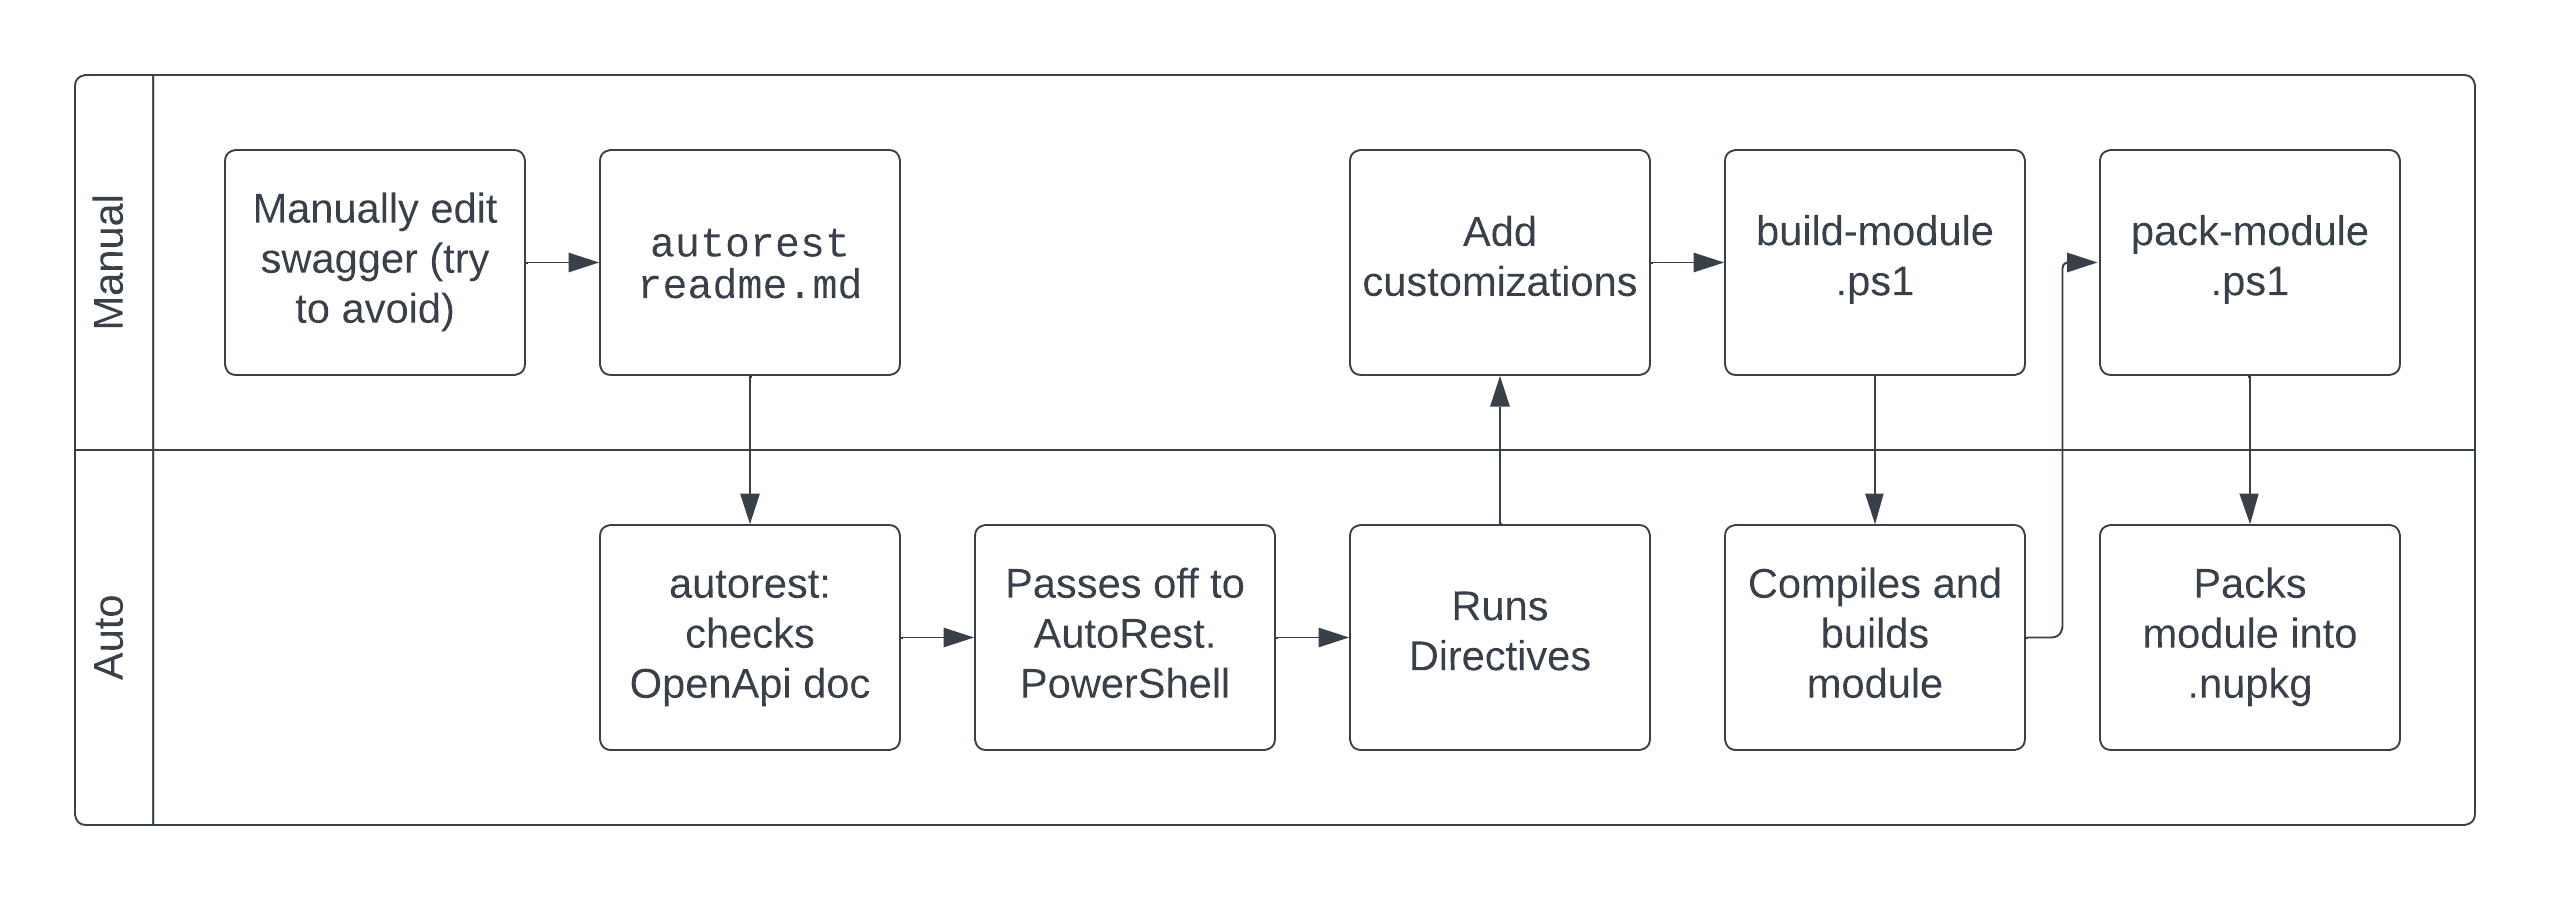 Manual
Manually edit
swagger (try
to avoid)
autorest
readme.md
Add
customizations
build-module
.ps1
pack-module
.ps1
Auto
autorest:
checks
OpenApi doc
Passes off to
AutoRest.
PowerShell
Runs
Directives
Compiles and
builds
module
Packs
module into
.nupkg